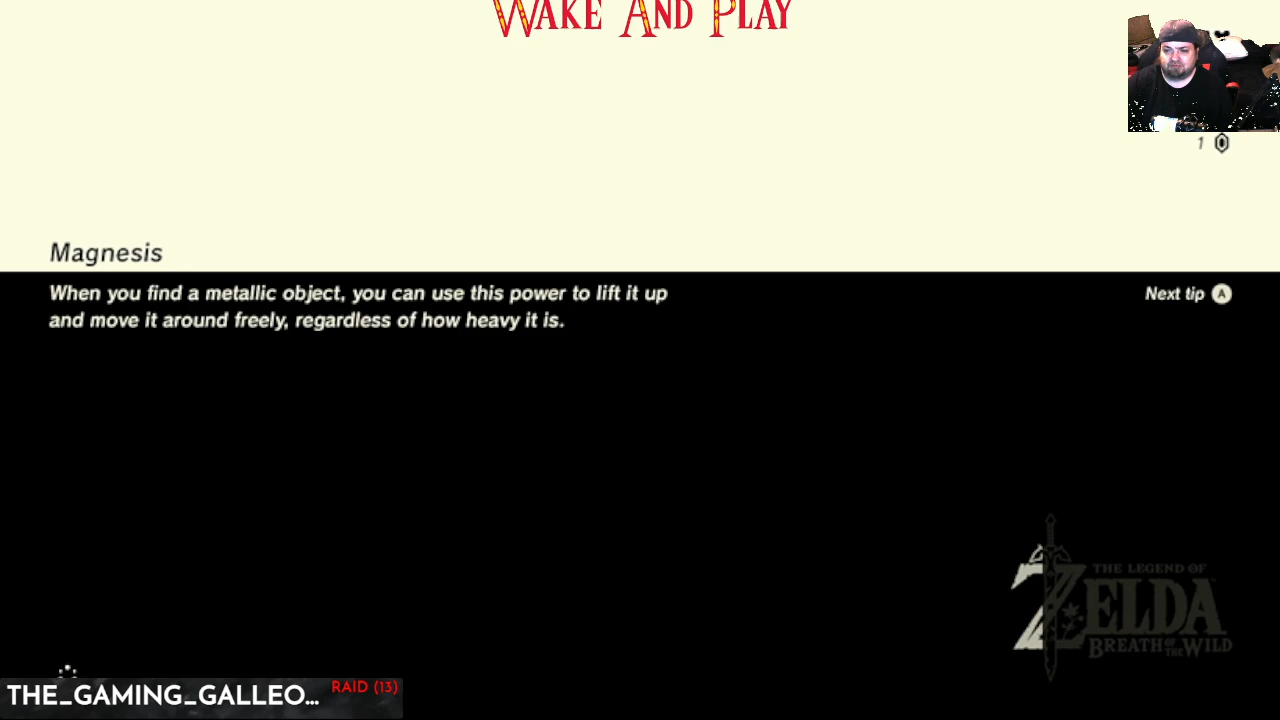 WAKE AND PLAY
1
Magnesis
When you find a metallic object, you can use this power to lift it up
and move it around freely, regardless of how heavy it is.
Next tip A
THE LEGEND OF
ZELDA
BREATH OF THE WILD
THE_GAMING_GALLEO...
RAID (13)